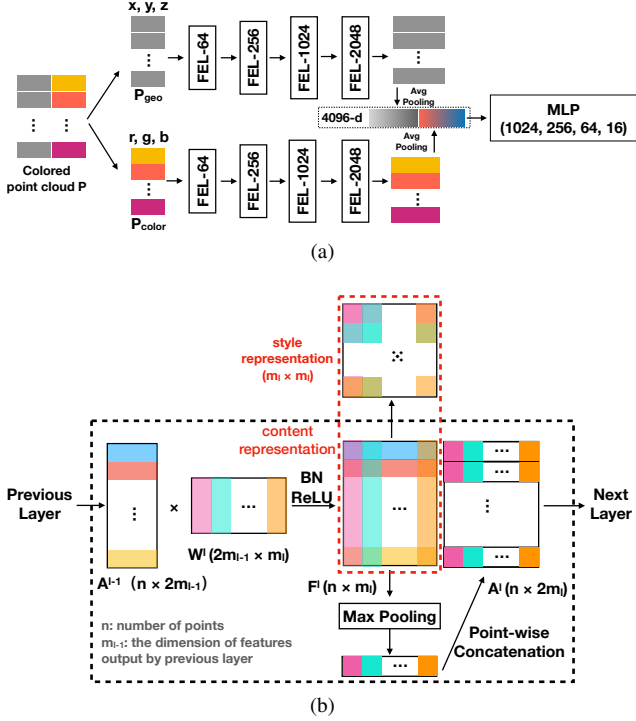 x, y, z
FEL-64
FEL-256
FEL-1024
FEL-2048
P_geo
Avg
Pooling
4096-d
MLP
(1024, 256, 64, 16)
Avg
Pooling
Colored
point cloud P
r, g, b
FEL-64
FEL-256
FEL-1024
FEL-2048
P_color
(a)
style
representation
(m_l × m_l)
content
representation
Previous
Layer
×
BN
ReLU
Next
Layer
W^l (2m_{l-1} × m_l)
A^{l-1} (n × 2m_{l-1})
F^l (n × m_l)
A^l (n × 2m_l)
Max Pooling
Point-wise
Concatenation
n: number of points
m_{l-1}: the dimension of features
output by previous layer
(b)